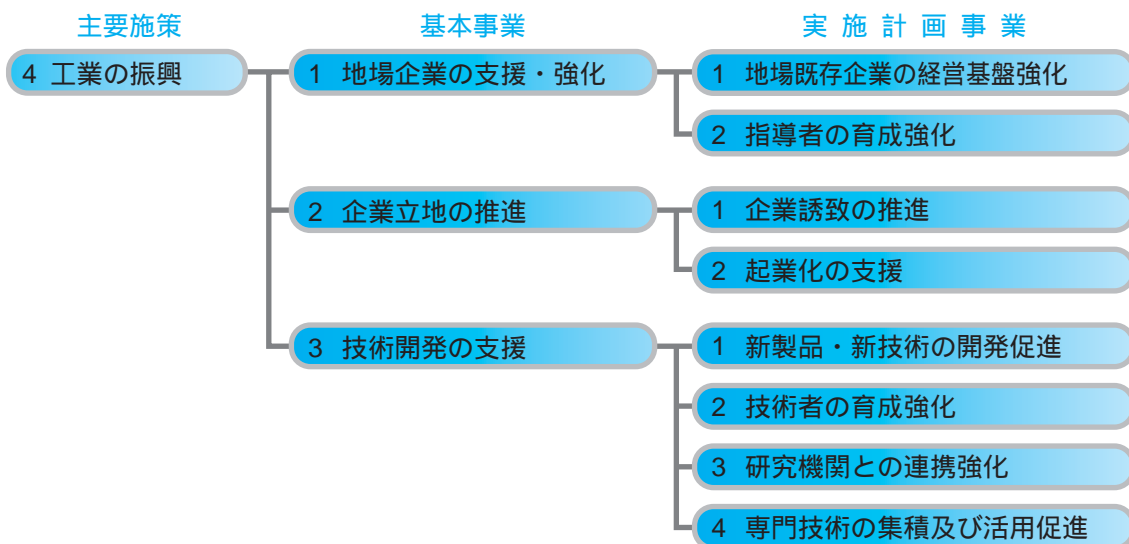 主要施策
基本事業
実施計画事業
4 工業の振興
1 地場企業の支援・強化
1 地場既存企業の経営基盤強化
2 指導者の育成強化
2 企業立地の推進
1 企業誘致の推進
2 起業化の支援
3 技術開発の支援
1 新製品・新技術の開発促進
2 技術者の育成強化
3 研究機関との連携強化
4 専門技術の集積及び活用促進